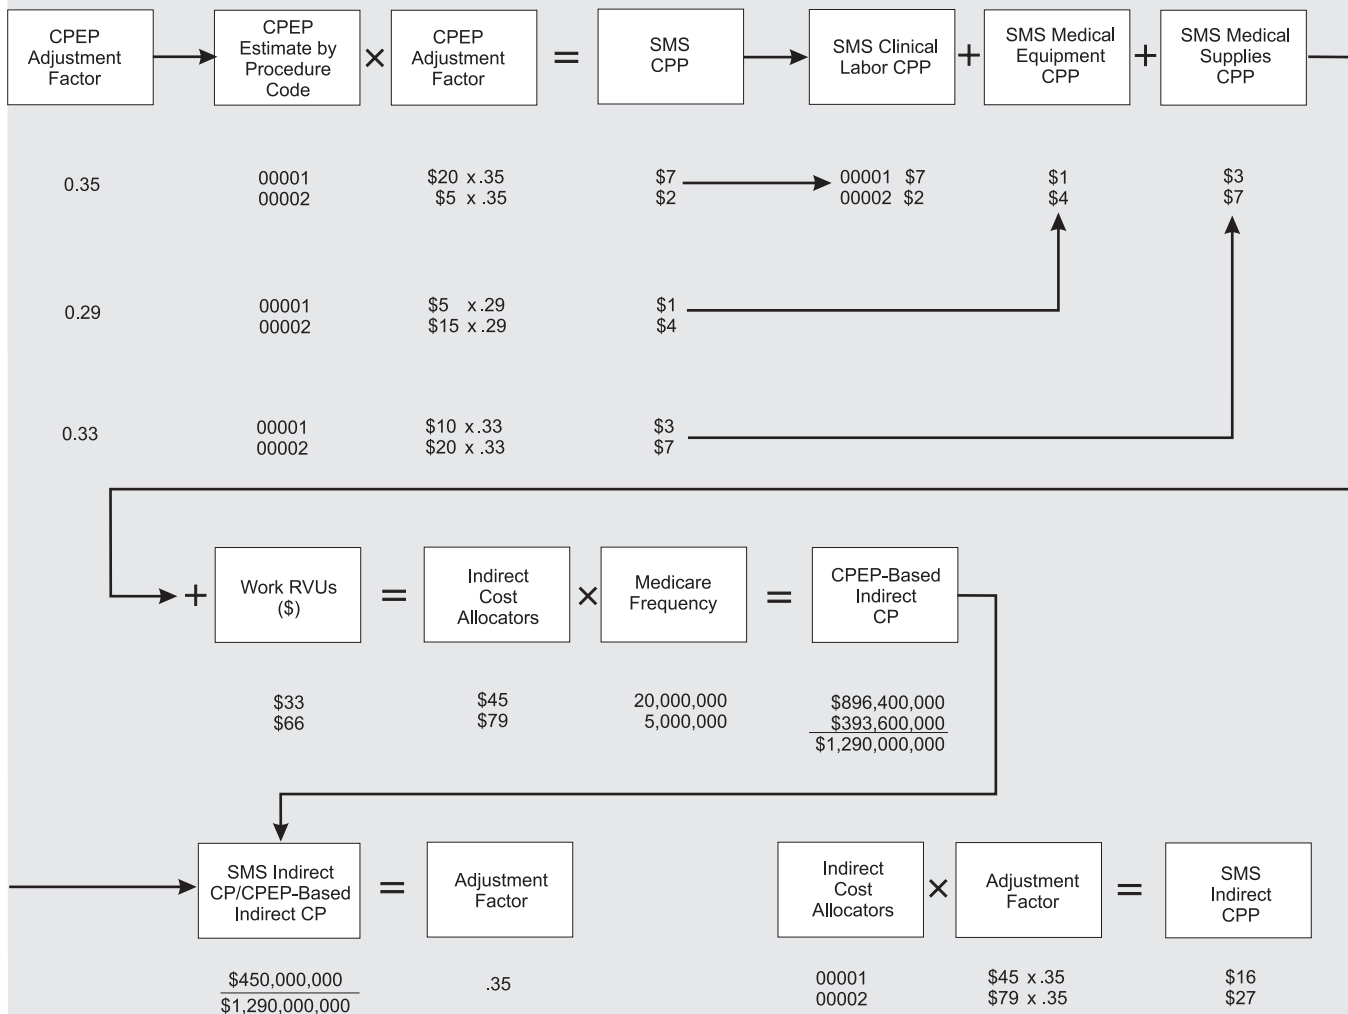 CPEP
Adjustment
Factor
CPEP
Estimate by
Procedure
Code
×
CPEP
Adjustment
Factor
=
SMS
CPP
SMS Clinical
Labor CPP
+
SMS Medical
Equipment
CPP
+
SMS Medical
Supplies
CPP
0.35
00001
00002
$20 x .35
$5 x .35
$7
$2
00001 $7
00002 $2
$1
$4
$3
$7
0.29
00001
00002
$5 x .29
$15 x .29
$1
$4
0.33
00001
00002
$10 x .33
$20 x .33
$3
$7
+
Work RVUs
($)
=
Indirect
Cost
Allocators
×
Medicare
Frequency
=
CPEP-Based
Indirect
CP
$33
$66
$45
$79
20,000,000
5,000,000
$896,400,000
$393,600,000
$1,290,000,000
SMS Indirect
CP/CPEP-Based
Indirect CP
=
Adjustment
Factor
Indirect
Cost
Allocators
×
Adjustment
Factor
=
SMS
Indirect
CPP
$450,000,000
$1,290,000,000
.35
00001
00002
$45 x .35
$79 x .35
$16
$27